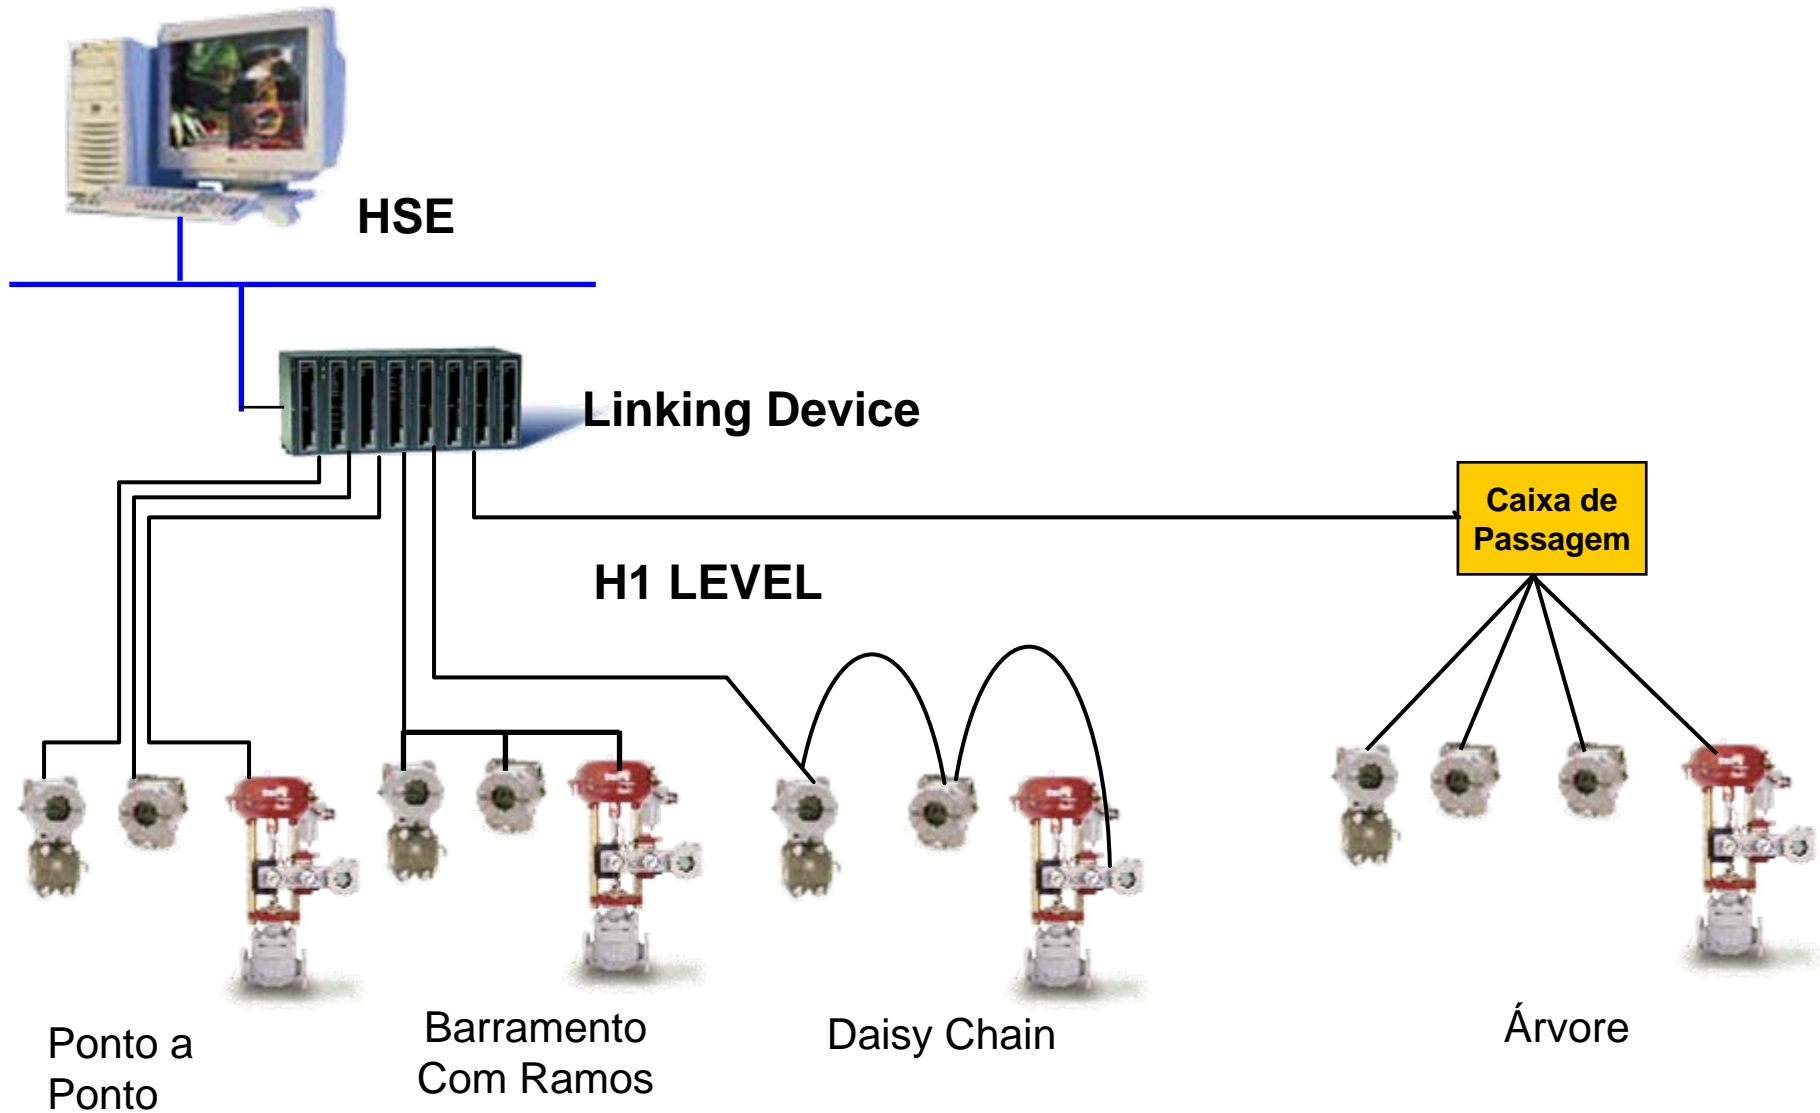 HSE
Linking Device
Caixa de
Passagem
H1 LEVEL
Ponto a
Ponto
Barramento
Com Ramos
Daisy Chain
Árvore